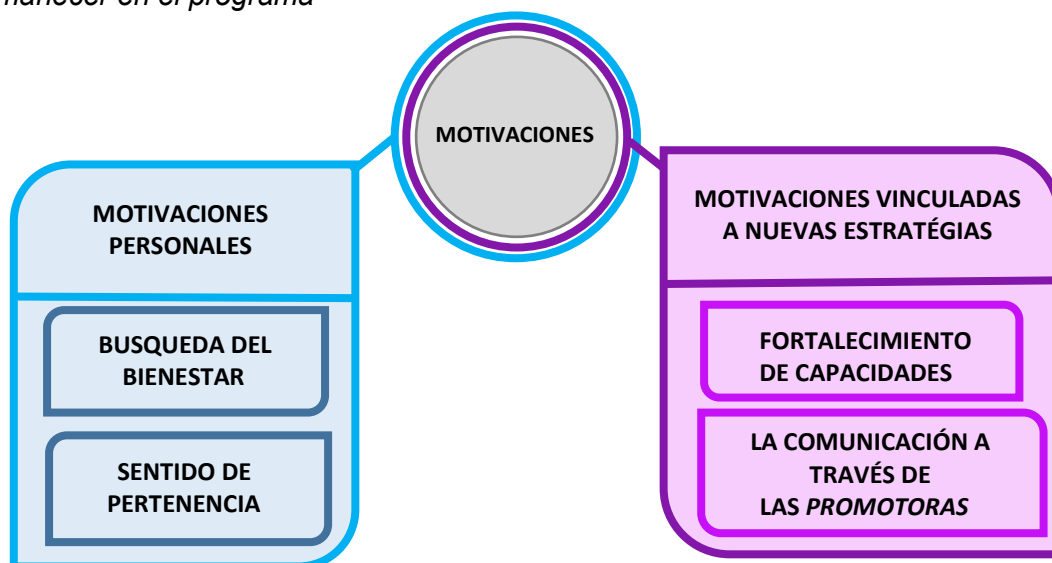 en el programa
MOTIVACIONES
MOTIVACIONES
PERSONALES
BUSQUEDA DEL
BIENESTAR
SENTIDO DE
PERTENENCIA
MOTIVACIONES VINCULADAS
A NUEVAS ESTRATÉGIAS
FORTALECIMIENTO
DE CAPACIDADES
LA COMUNICACIÓN A
TRAVÉS DE
LAS PROMOTORAS